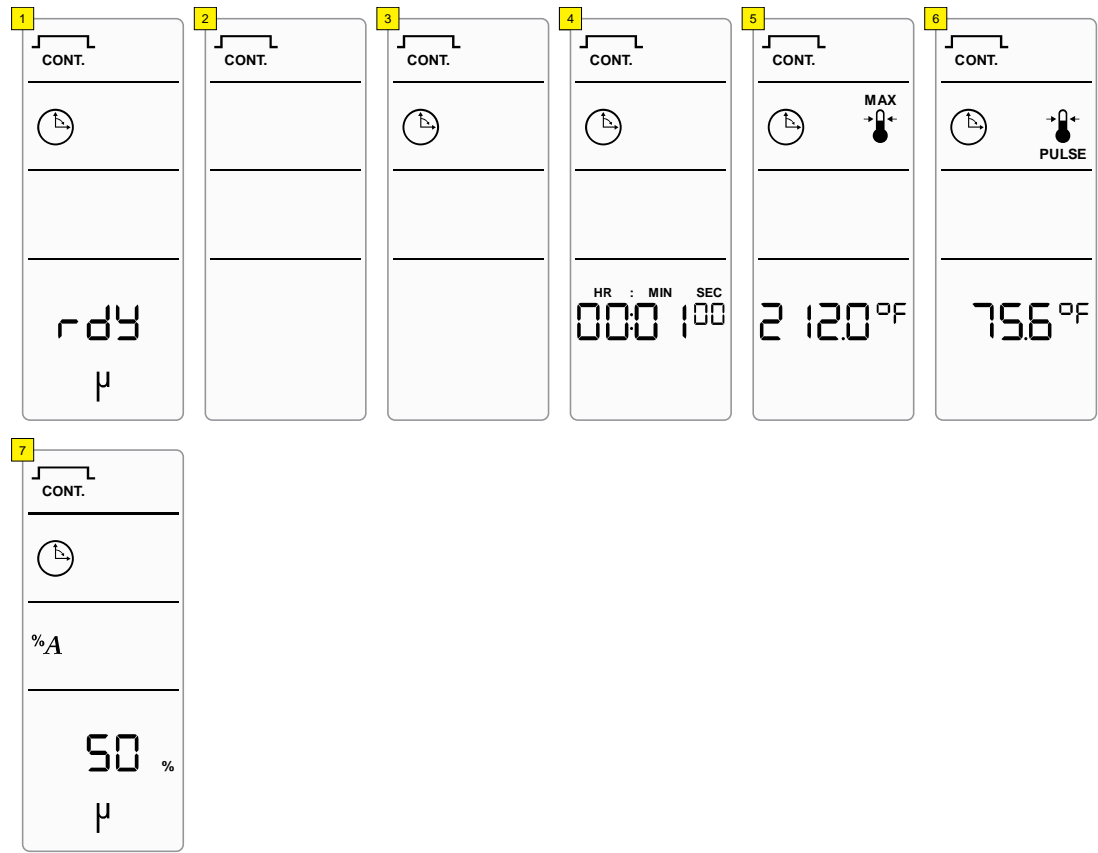 1
CONT.
rdy
µ
2
CONT.
3
CONT.
4
CONT.
HR : MIN SEC
00:01 00
5
CONT.
MAX
212.0 °F
6
CONT.
PULSE
75.6 °F
7
CONT.
%A
50 %
µ